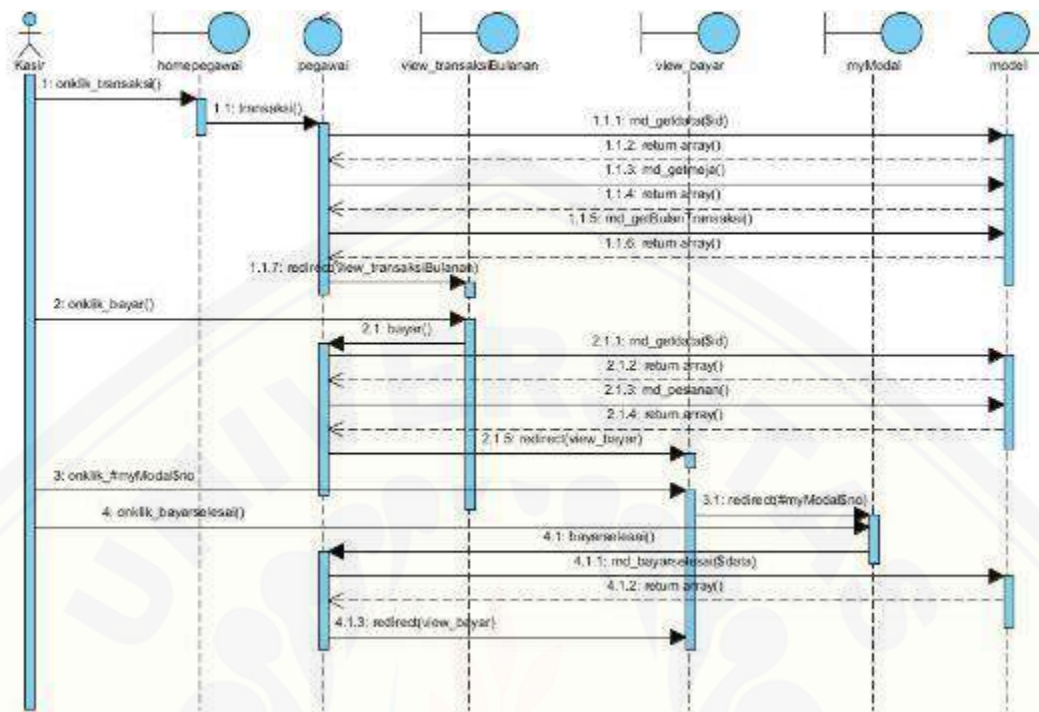 Kasir
homepegawai
pegawai
view_transaksiBulanan
view_bayar
myModal
model
1: onklik_transaksi()
1.1: transaksi()
1.1.1: md_getdata($id)
1.1.2: return array()
1.1.3: md_getmeja()
1.1.4: return array()
1.1.5: md_getBulanTransaksi()
1.1.6: return array()
1.1.7: redirect(view_transaksiBulanan)
2: onklik_bayar()
2.1: bayar()
2.1.1: md_getdata($id)
2.1.2: return array()
2.1.3: md_pesanan()
2.1.4: return array()
2.1.5: redirect(view_bayar)
3: onklik_#myModal$no
3.1: redirect(#myModal$no)
4: onklik_bayarselesai()
4.1: bayarselesai()
4.1.1: md_bayarselesai($data)
4.1.2: return array()
4.1.3: redirect(view_bayar)